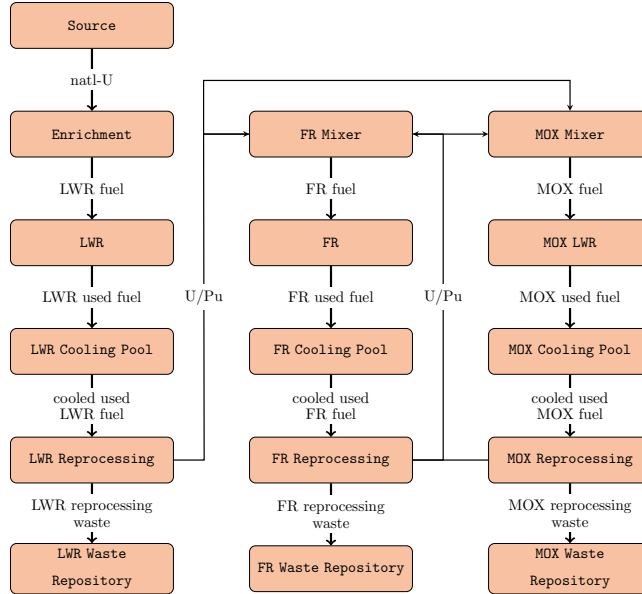 Source
natl-U
Enrichment
FR Mixer
MOX Mixer
LWR fuel
FR fuel
MOX fuel
LWR
FR
MOX LWR
LWR used fuel
U/Pu
FR used fuel
U/Pu
MOX used fuel
LWR Cooling Pool
FR Cooling Pool
MOX Cooling Pool
cooled used
LWR fuel
cooled used
FR fuel
cooled used
MOX fuel
LWR Reprocessing
FR Reprocessing
MOX Reprocessing
LWR reprocessing
waste
FR reprocessing
waste
MOX reprocessing
waste
LWR Waste
Repository
FR Waste Repository
MOX Waste
Repository